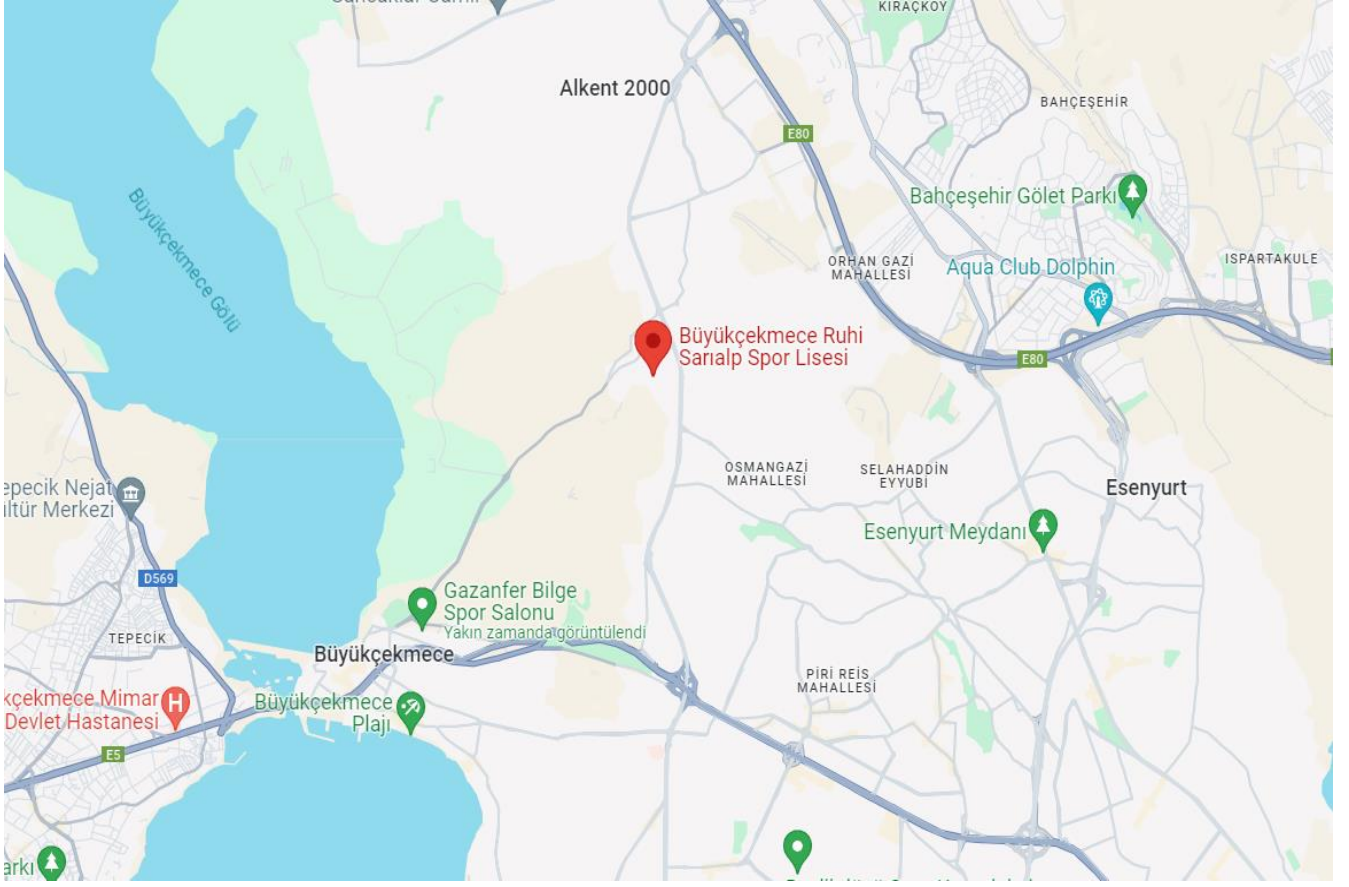 KIRAÇKÖY
Alkent 2000
BAHÇEŞEHİR
E80
Bahçeşehir Gölet Parkı
Büyükçekmece Gölü
ORHAN GAZİ
MAHALLESİ
Aqua Club Dolphin
ISPARTAKULE
Büyükçekmece Ruhi
Sarıalp Spor Lisesi
E80
OSMANGAZİ
MAHALLESİ
SELAHADDİN
EYYUBİ
Esenyurt
epecik Nejat
ltür Merkezi
Esenyurt Meydanı
D569
Gazanfer Bilge
Spor Salonu
Yakın zamanda görüntülendi
TEPECİK
Büyükçekmece
PİRİ REİS
MAHALLESİ
kçekmece Mimar
Devlet Hastanesi
H
Büyükçekmece
Plajı
E5
arkı